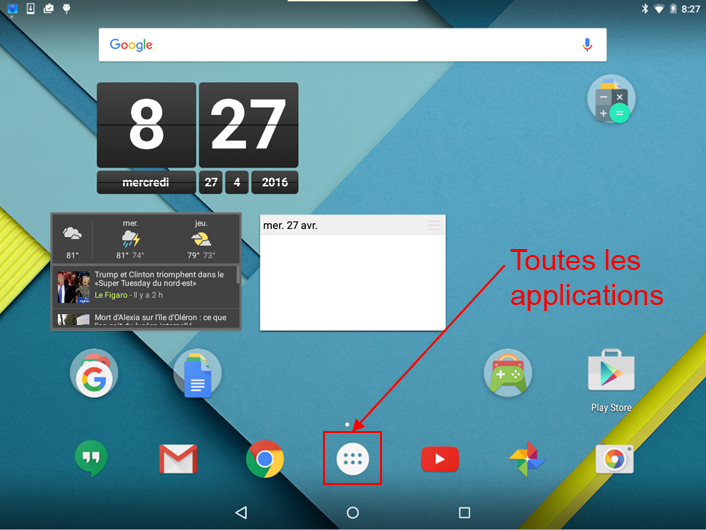 8:27
Google
8 27
mercredi 27 4 2016
mer. jeu.
81° 81° 74° 79° 73°
Trump et Clinton triomphent dans le
«Super Tuesday du nord-est»
Le Figaro - Il y a 2 h
Mort d'Alexia sur l'île d'Oléron : ce que
mer. 27 avr.
Toutes les
applications
G
Play Store